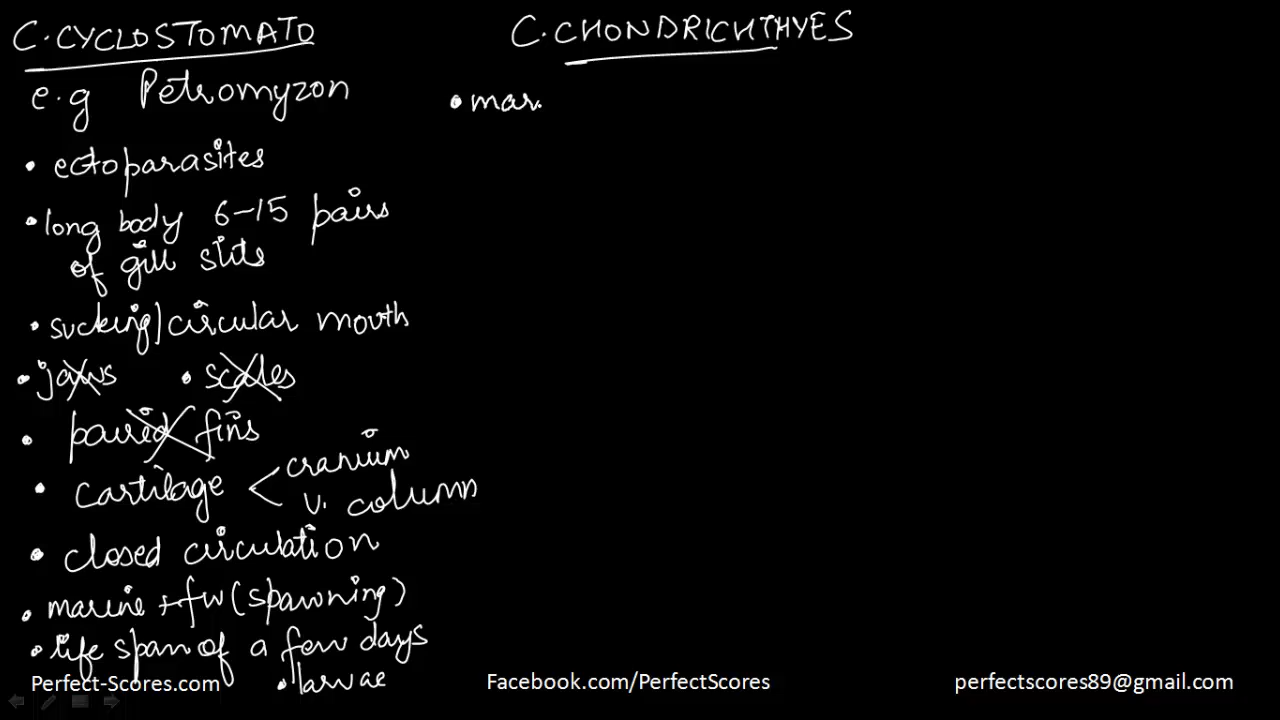 C. CYCLOSTOMATO
e.g Petromyzon
• ectoparasites
• long body 6-15 pairs
of gill slits
• sucking/circular mouth
• jaws • scales
• paired fins
• cartilage < cranium
v. column
• closed circulation
• marine + fw (spawning)
• life span of a few days
• larvae
C. CHONDRICHTHYES
• mar
Perfect-Scores.com
Facebook.com/PerfectScores
perfectscores89@gmail.com